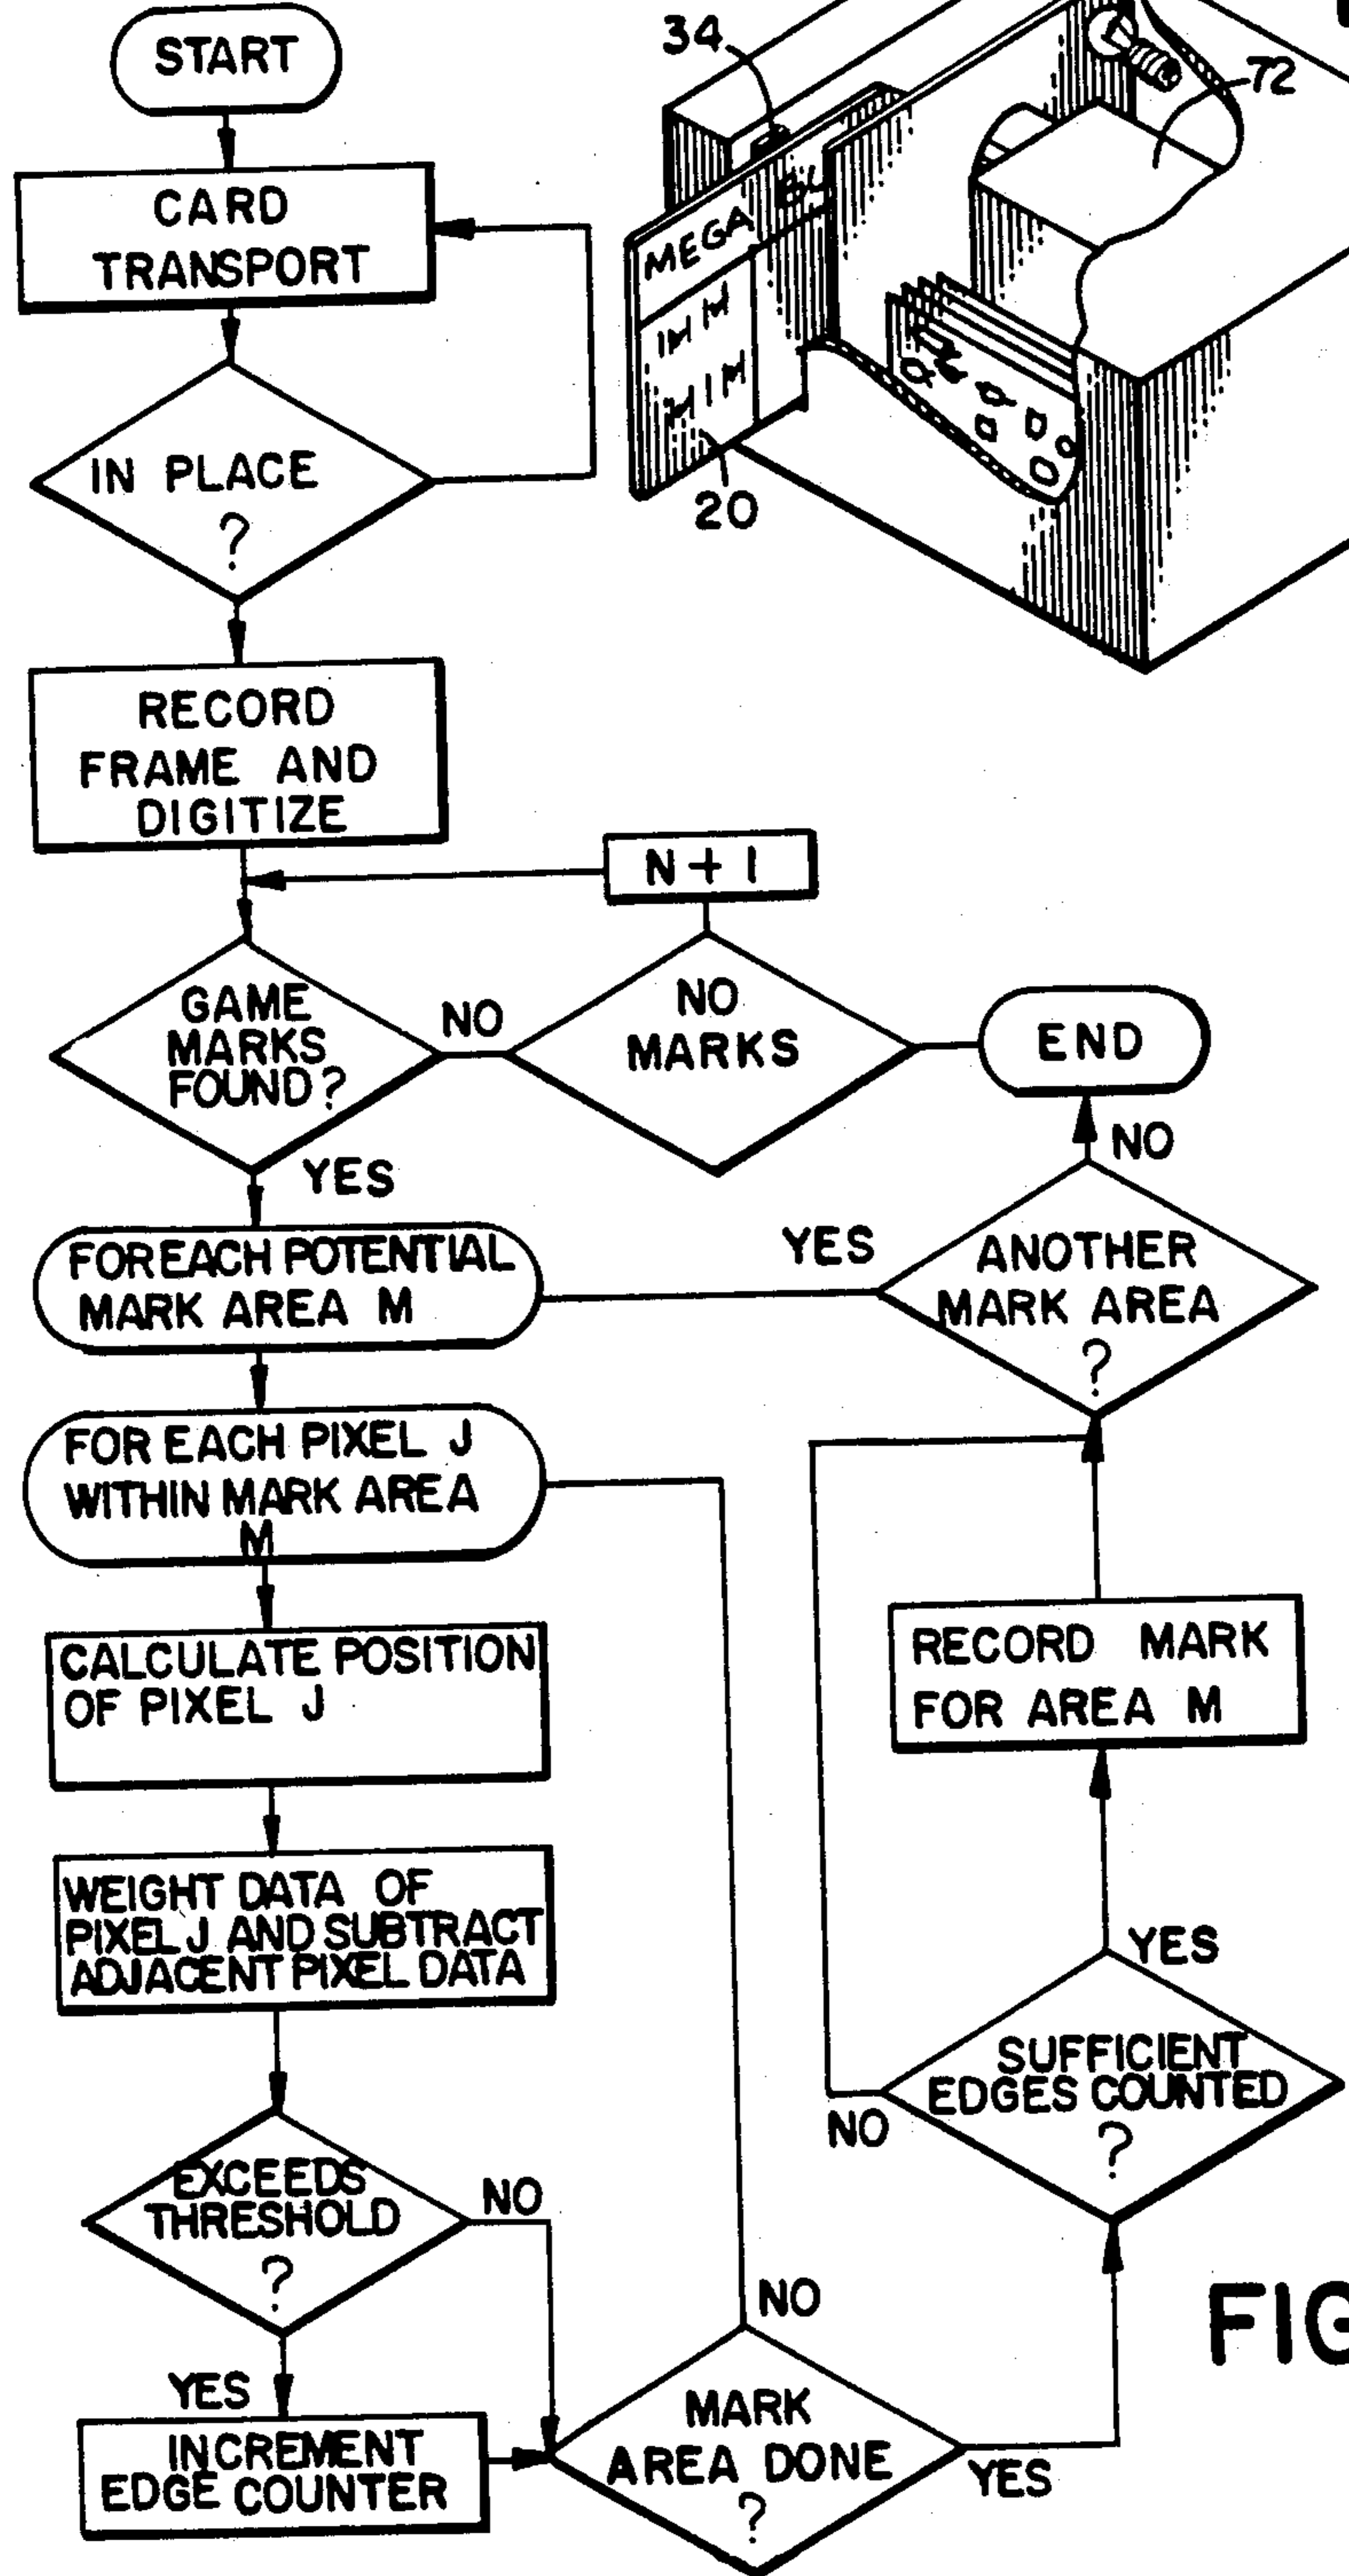 START
CARD
TRANSPORT
IN PLACE
?
RECORD
FRAME AND
DIGITIZE
N + 1
GAME
MARKS
FOUND?
NO
NO
MARKS
END
YES
NO
FOR EACH POTENTIAL
MARK AREA M
YES
ANOTHER
MARK AREA
?
FOR EACH PIXEL J
WITHIN MARK AREA
M
CALCULATE POSITION
OF PIXEL J
RECORD MARK
FOR AREA M
WEIGHT DATA OF
PIXEL J AND SUBTRACT
ADJACENT PIXEL DATA
YES
SUFFICIENT
EDGES COUNTED
?
NO
EXCEEDS
THRESHOLD
?
NO
YES
INCREMENT
EDGE COUNTER
NO
MARK
AREA DONE
?
YES
34
72
MEGA
20
FIG